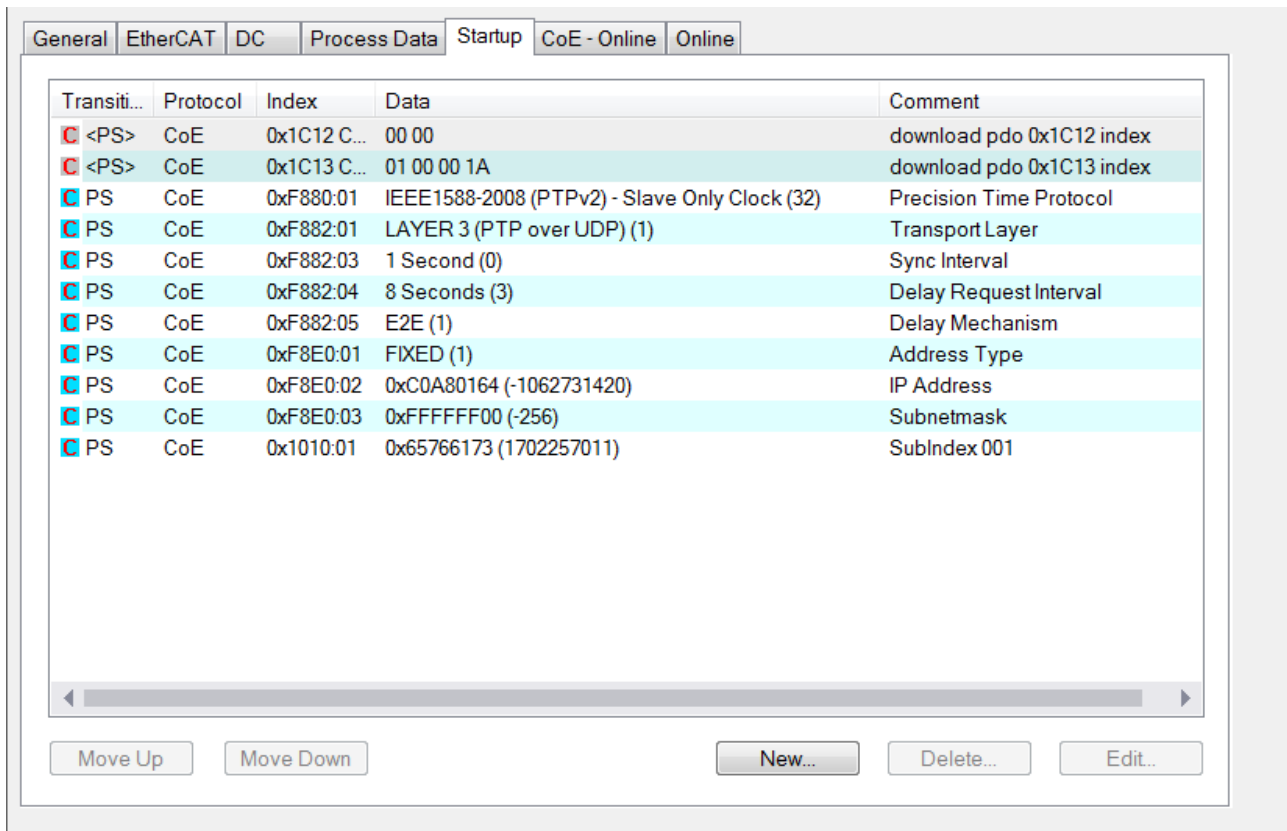 General EtherCAT DC Process Data Startup CoE - Online Online
Transiti... Protocol Index Data Comment
C <PS> CoE 0x1C12 C... 00 00 download pdo 0x1C12 index
C <PS> CoE 0x1C13 C... 01 00 00 1A download pdo 0x1C13 index
C PS CoE 0xF880:01 IEEE1588-2008 (PTPv2) - Slave Only Clock (32) Precision Time Protocol
C PS CoE 0xF882:01 LAYER 3 (PTP over UDP) (1) Transport Layer
C PS CoE 0xF882:03 1 Second (0) Sync Interval
C PS CoE 0xF882:04 8 Seconds (3) Delay Request Interval
C PS CoE 0xF882:05 E2E (1) Delay Mechanism
C PS CoE 0xF8E0:01 FIXED (1) Address Type
C PS CoE 0xF8E0:02 0xC0A80164 (-1062731420) IP Address
C PS CoE 0xF8E0:03 0xFFFFFF00 (-256) Subnetmask
C PS CoE 0x1010:01 0x65766173 (1702257011) SubIndex 001
Move Up Move Down New... Delete... Edit...